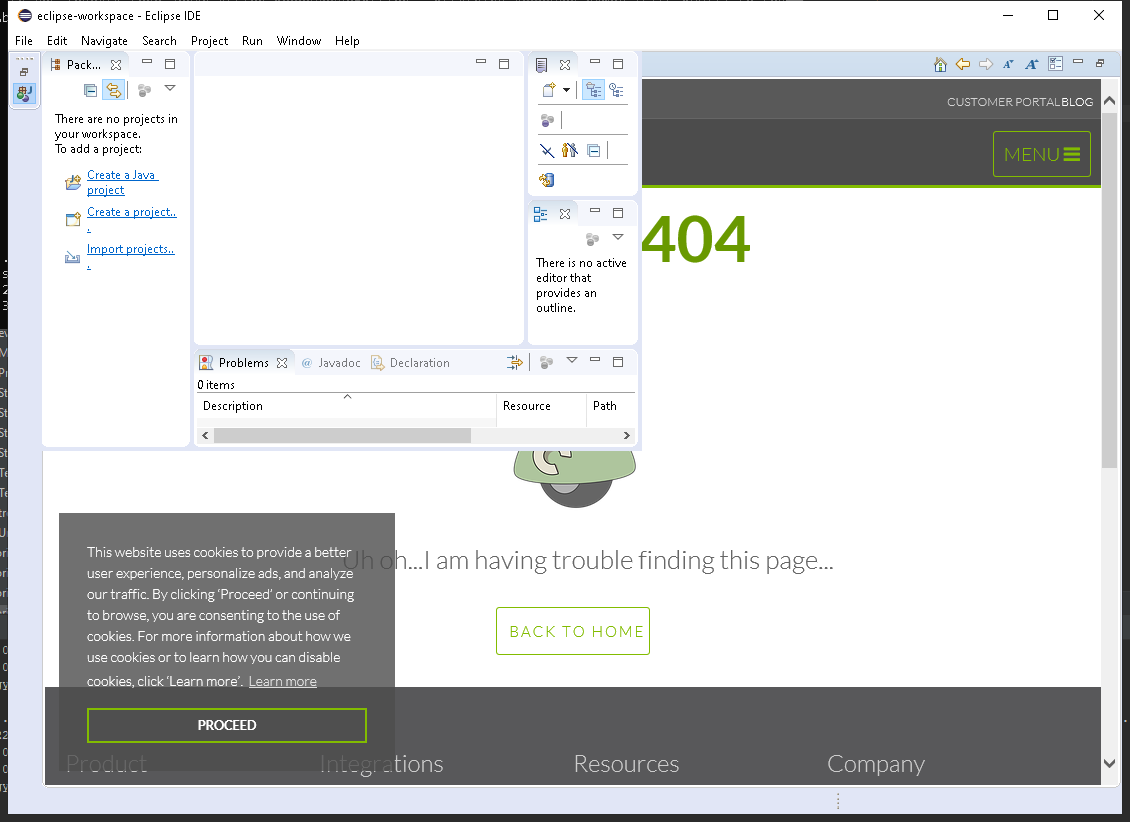 eclipse-workspace - Eclipse IDE
File Edit Navigate Search Project Run Window Help
Pack...
There are no projects in
your workspace.
To add a project:
Create a Java
project
Create a project..
.
Import projects..
.
There is no active
editor that
provides an
outline.
Problems @ Javadoc Declaration
0 items
Description Resource Path
CUSTOMER PORTAL BLOG
MENU
404
Uh oh...I am having trouble finding this page...
BACK TO HOME
This website uses cookies to provide a better
user experience, personalize ads, and analyze
our traffic. By clicking 'Proceed' or continuing
to browse, you are consenting to the use of
cookies. For more information about how we
use cookies or to learn how you can disable
cookies, click 'Learn more'. Learn more
PROCEED
Product Integrations Resources Company